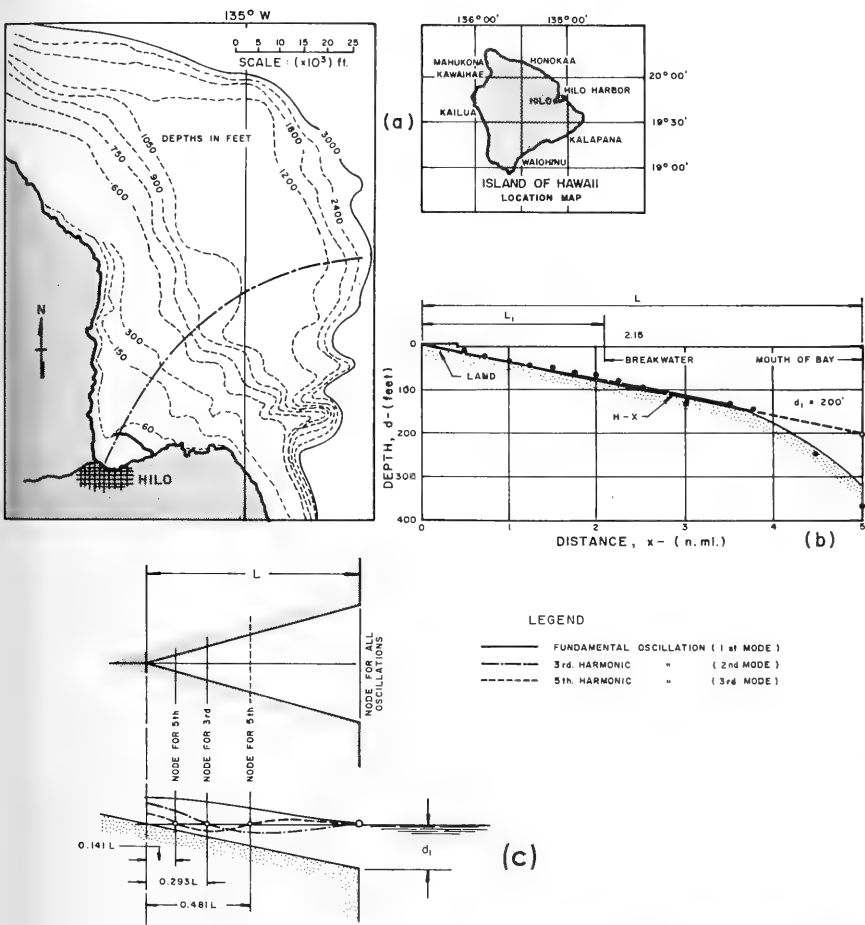 135° W
0 5 10 15 20 25
SCALE : (×10³) ft.
DEPTHS IN FEET
1050
750
900
600
1800
3000
1200
2400
300
150
60
N
HILO
(a)
136°00' 135°00'
MAHUKONA
KAWAIHAE
HONOKAA
20°00'
HILO HARBOR
HILO
KAILUA
19°30'
KALAPANA
WAIOHINU
19°00'
ISLAND OF HAWAII
LOCATION MAP
L
L₁
2.18
BREAKWATER
MOUTH OF BAY
LAND
d₁ = 200'
H-X
DEPTH, d-(feet)
0
100
200
300
400
0 1 2 3 4 5
DISTANCE, x- (n.mi.)
(b)
L
NODE FOR ALL
OSCILLATIONS
NODE FOR 5th
NODE FOR 3rd
NODE FOR 5th
0.141 L
0.293 L
0.481 L
d₁
(c)
LEGEND
FUNDAMENTAL OSCILLATION (1st MODE)
3rd. HARMONIC " (2nd MODE)
5th. HARMONIC " (3rd MODE)